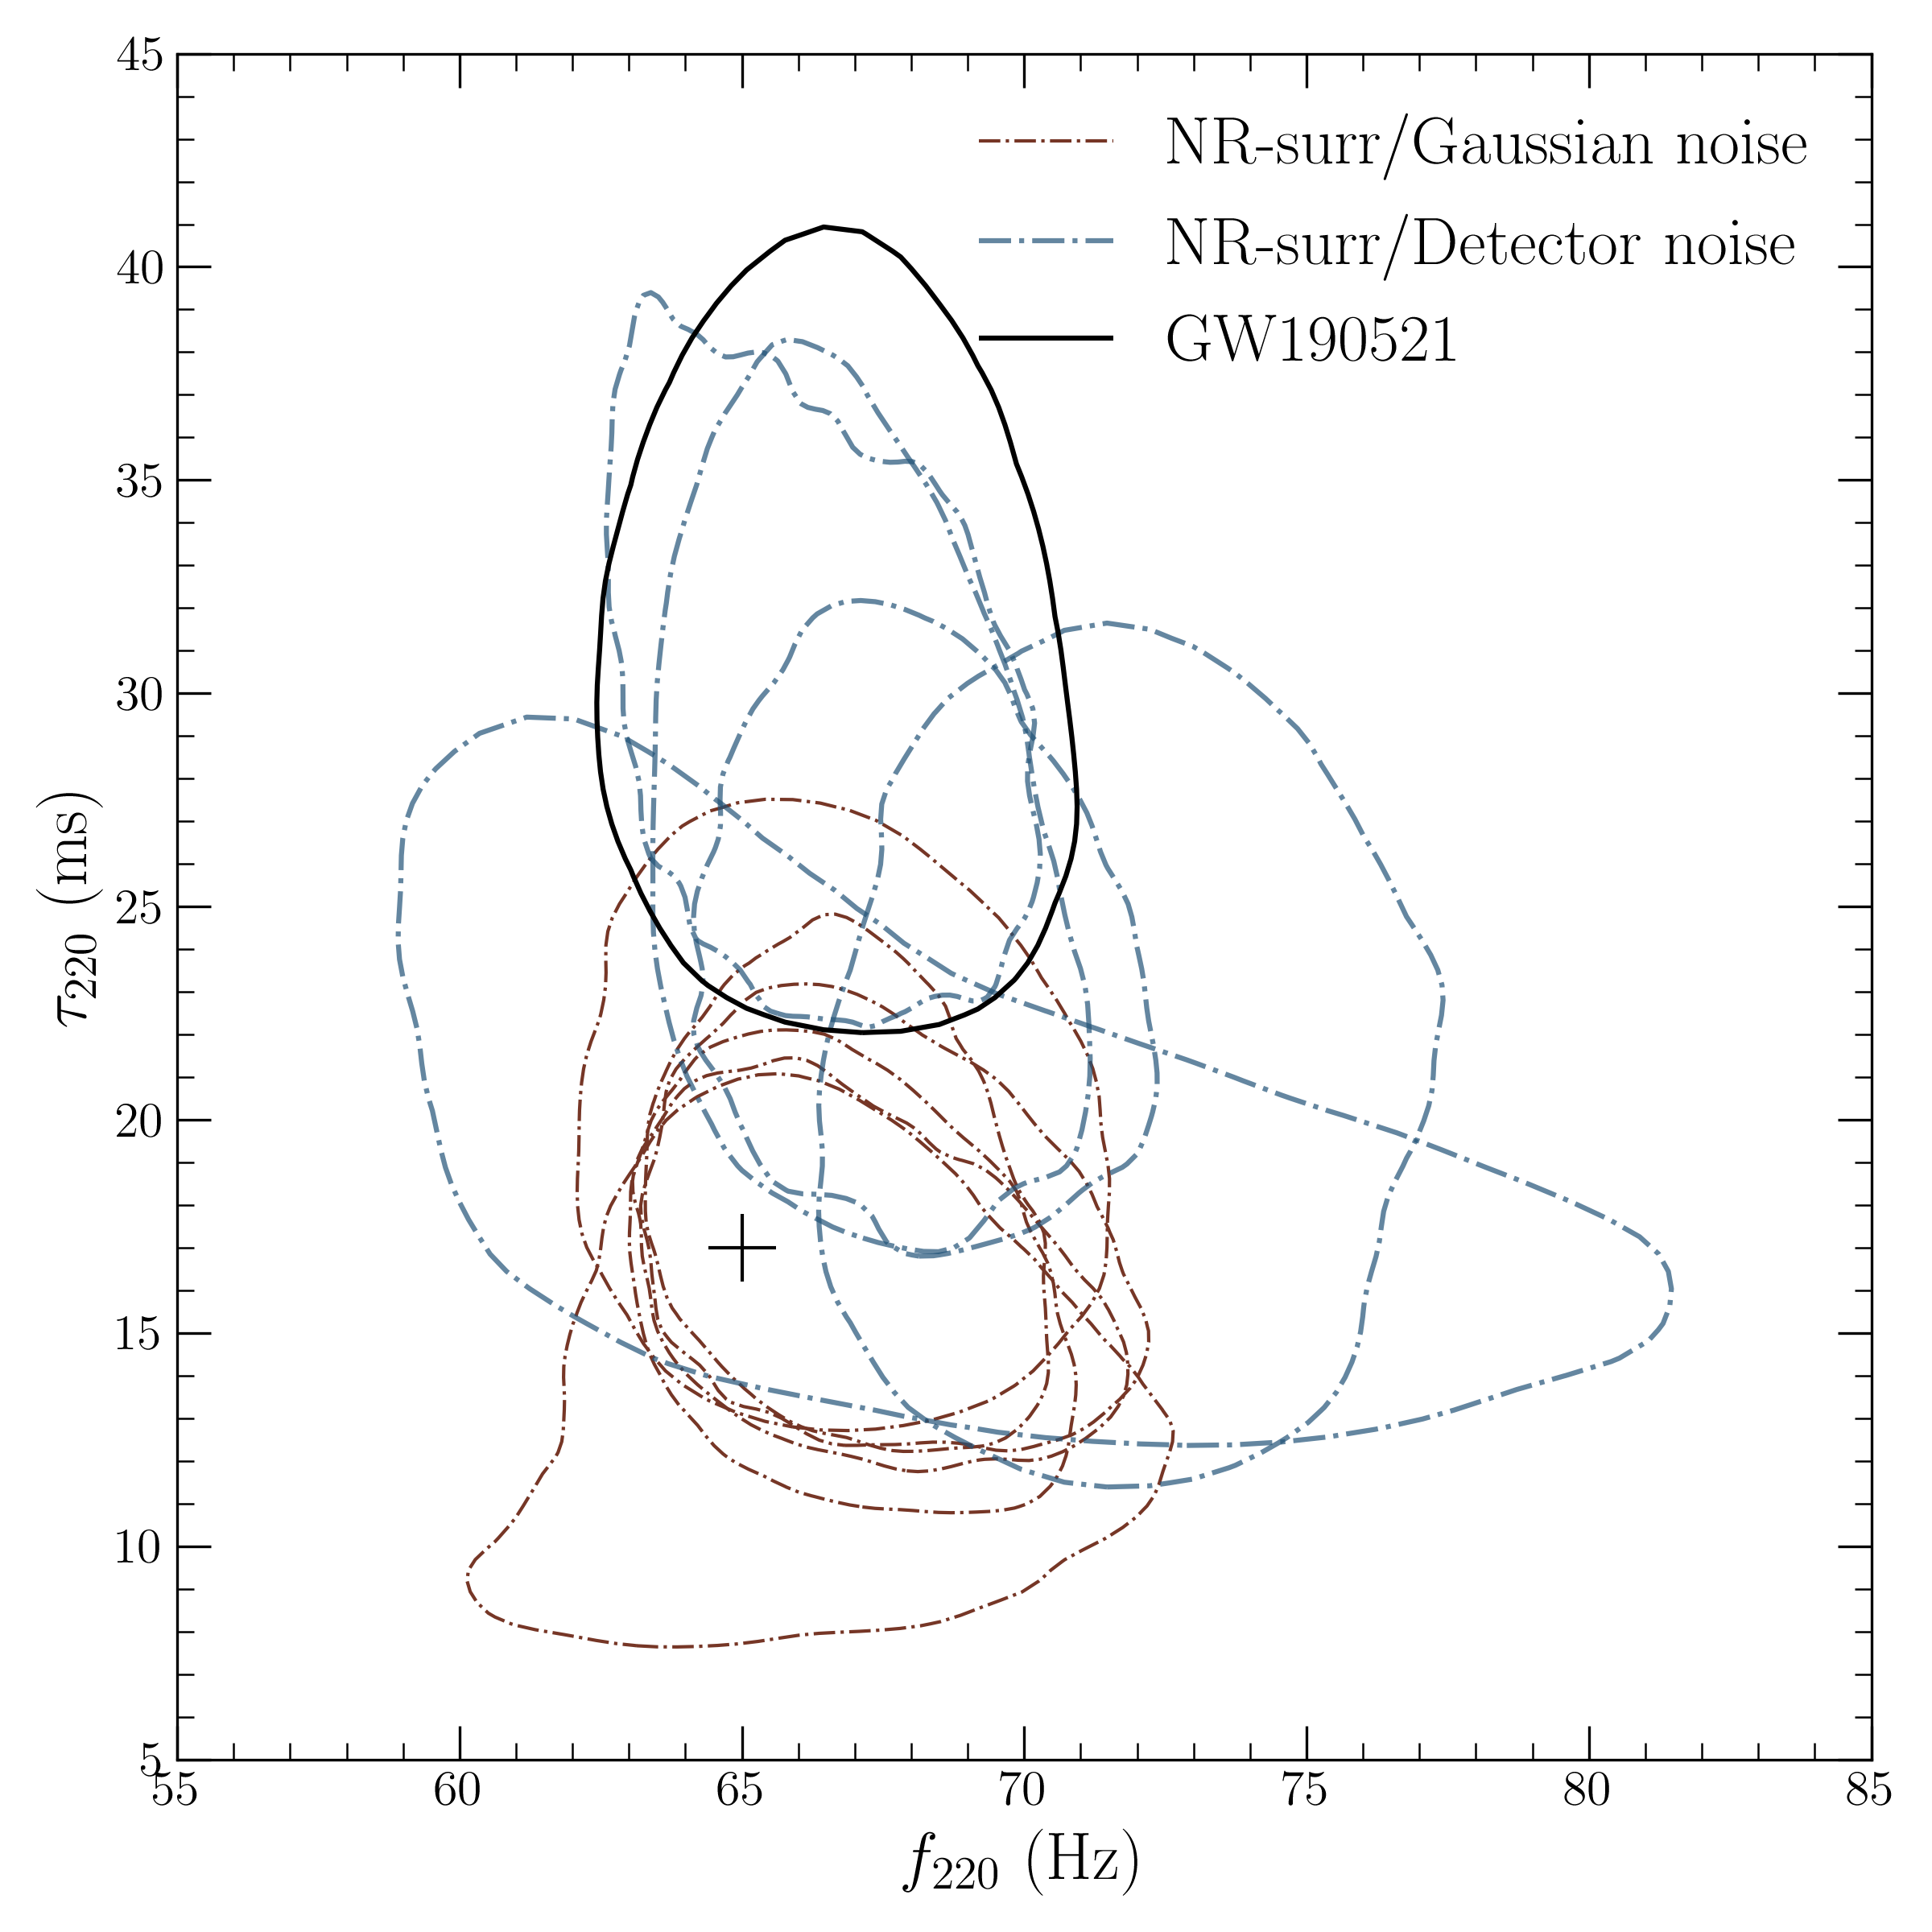 45
40
35
30
25
20
15
10
5
τ220 (ms)
NR-surr/Gaussian noise
NR-surr/Detector noise
GW190521
55 60 65 70 75 80 85
f220 (Hz)